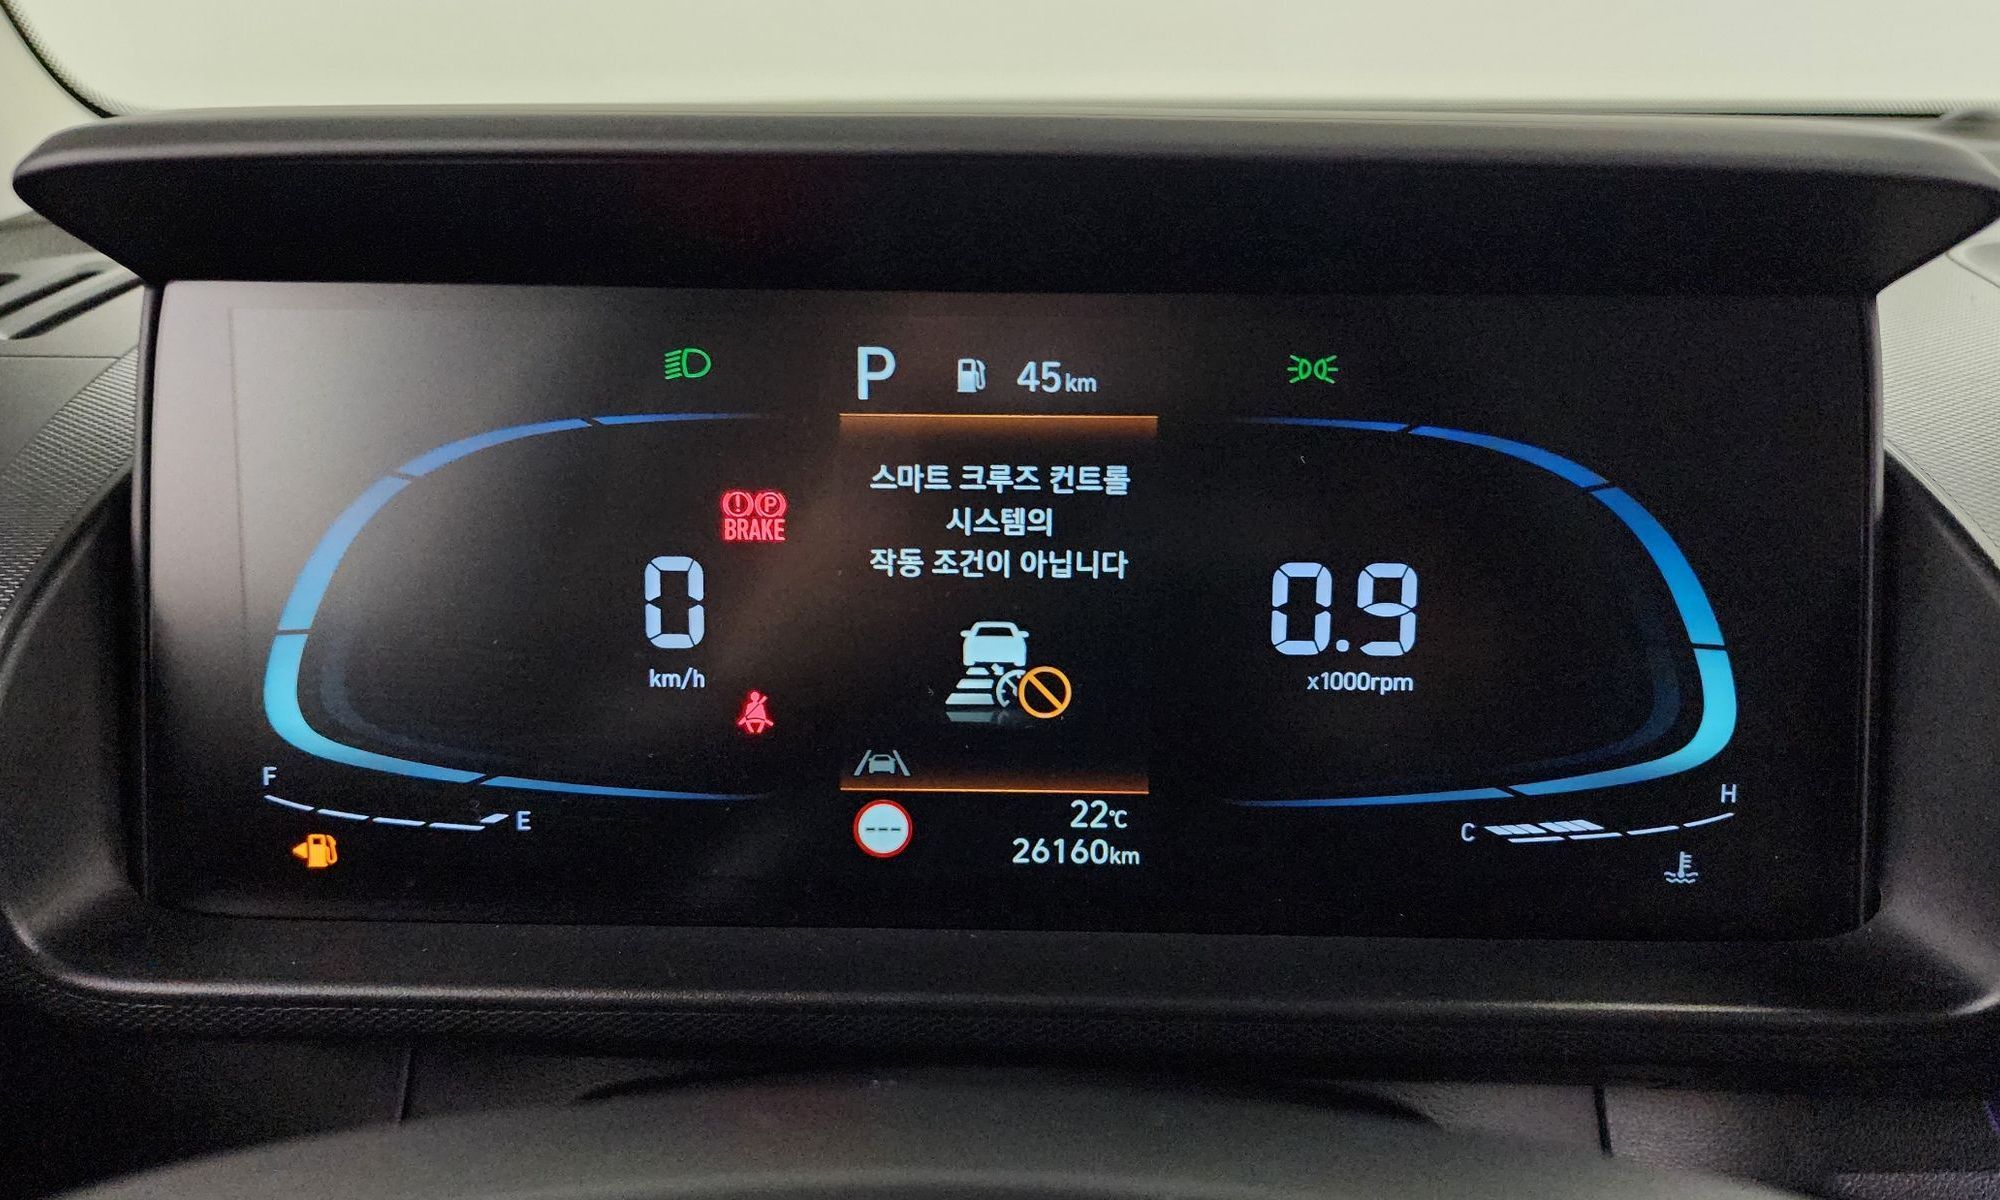 P 45km
스마트 크루즈 컨트롤
시스템의
작동 조건이 아닙니다
BRAKE
0
km/h
0.9
x1000rpm
F
E
C
H
---
22℃
26160km